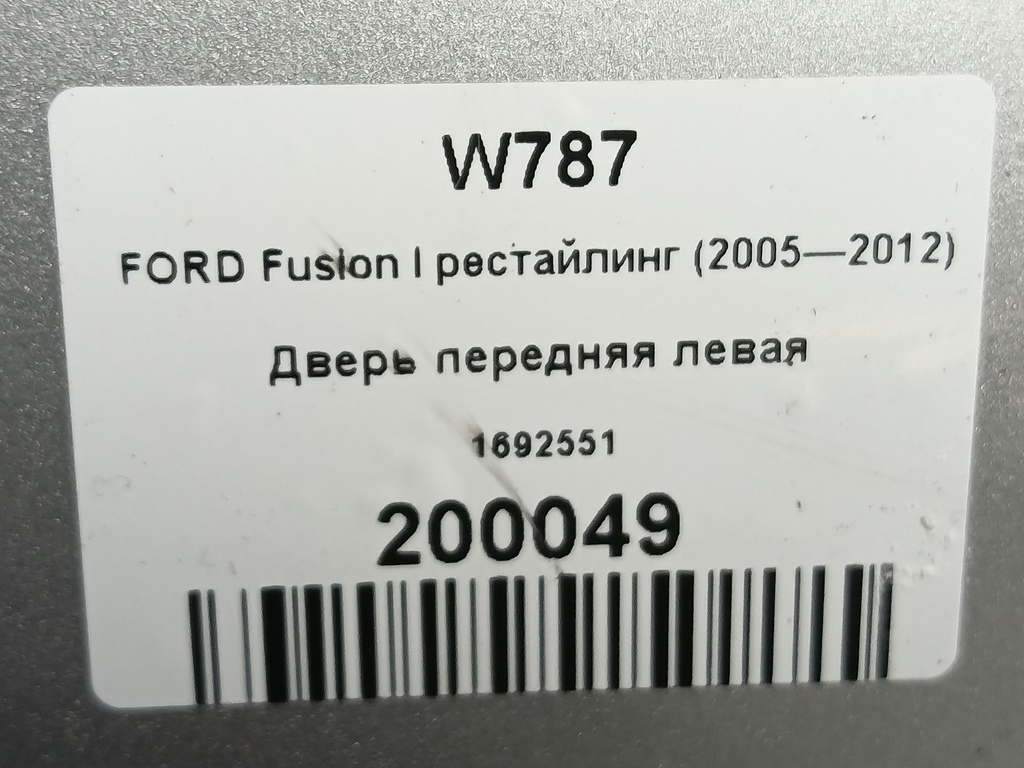 W787
FORD Fusion I рестайлинг (2005—2012)
Дверь передняя левая
1692551
200049